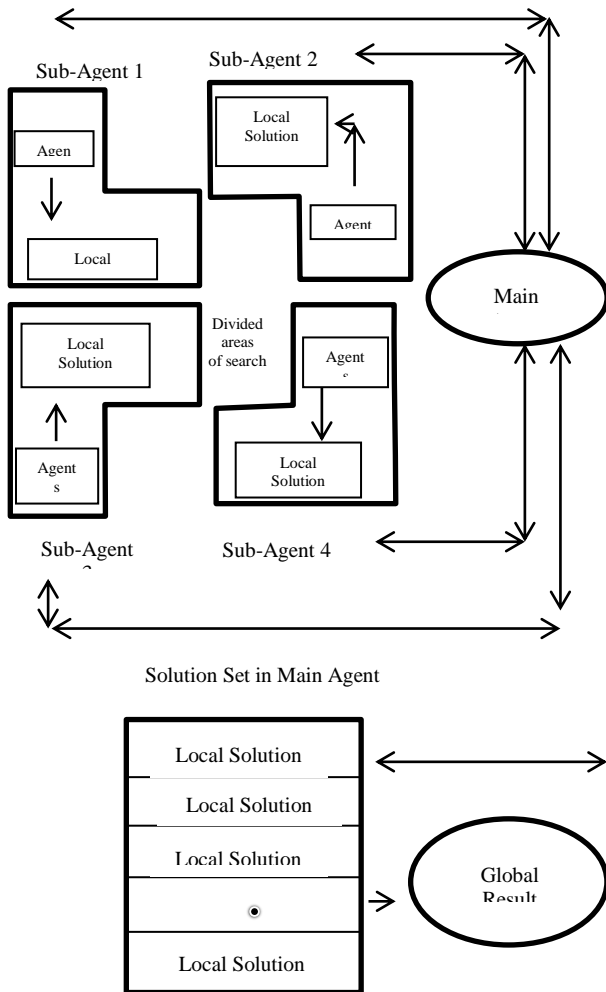 Sub-Agent 1
Sub-Agent 2
Agen
Local
Local
Solution
Agent
Main
Local
Solution
Agent
s
Divided
areas
of search
Agent
Local
Solution
Sub-Agent
Sub-Agent 4
Solution Set in Main Agent
Local Solution
Local Solution
Local Solution
Local Solution
Global
Result